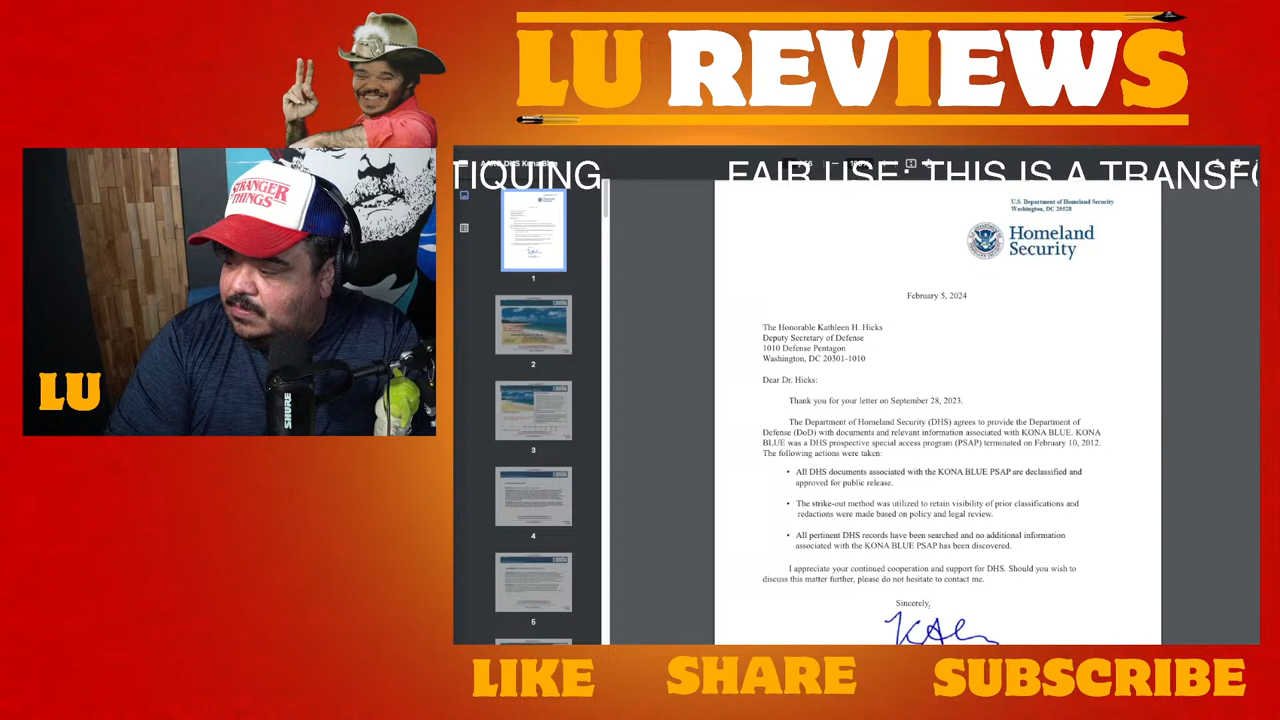 LU REVIEWS
TIQUING FAIR USE: THIS IS A TRANSF
STRANGER
THINGS
SHURE
LU
1
2
3
4
5
U.S. Department of Homeland Security
Washington, DC 20528
Homeland
Security
February 5, 2024
The Honorable Kathleen H. Hicks
Deputy Secretary of Defense
1010 Defense Pentagon
Washington, DC 20301-1010
Dear Dr. Hicks:
Thank you for your letter on September 28, 2023.
The Department of Homeland Security (DHS) agrees to provide the Department of
Defense (DoD) with documents and relevant information associated with KONA BLUE. KONA
BLUE was a DHS prospective special access program (PSAP) terminated on February 10, 2012.
The following actions were taken:
• All DHS documents associated with the KONA BLUE PSAP are declassified and
approved for public release.
• The strike-out method was utilized to retain visibility of prior classifications and
redactions were made based on policy and legal review.
• All pertinent DHS records have been searched and no additional information
associated with the KONA BLUE PSAP has been discovered.
I appreciate your continued cooperation and support for DHS. Should you wish to
discuss this matter further, please do not hesitate to contact me.
Sincerely,
LIKE SHARE SUBSCRIBE